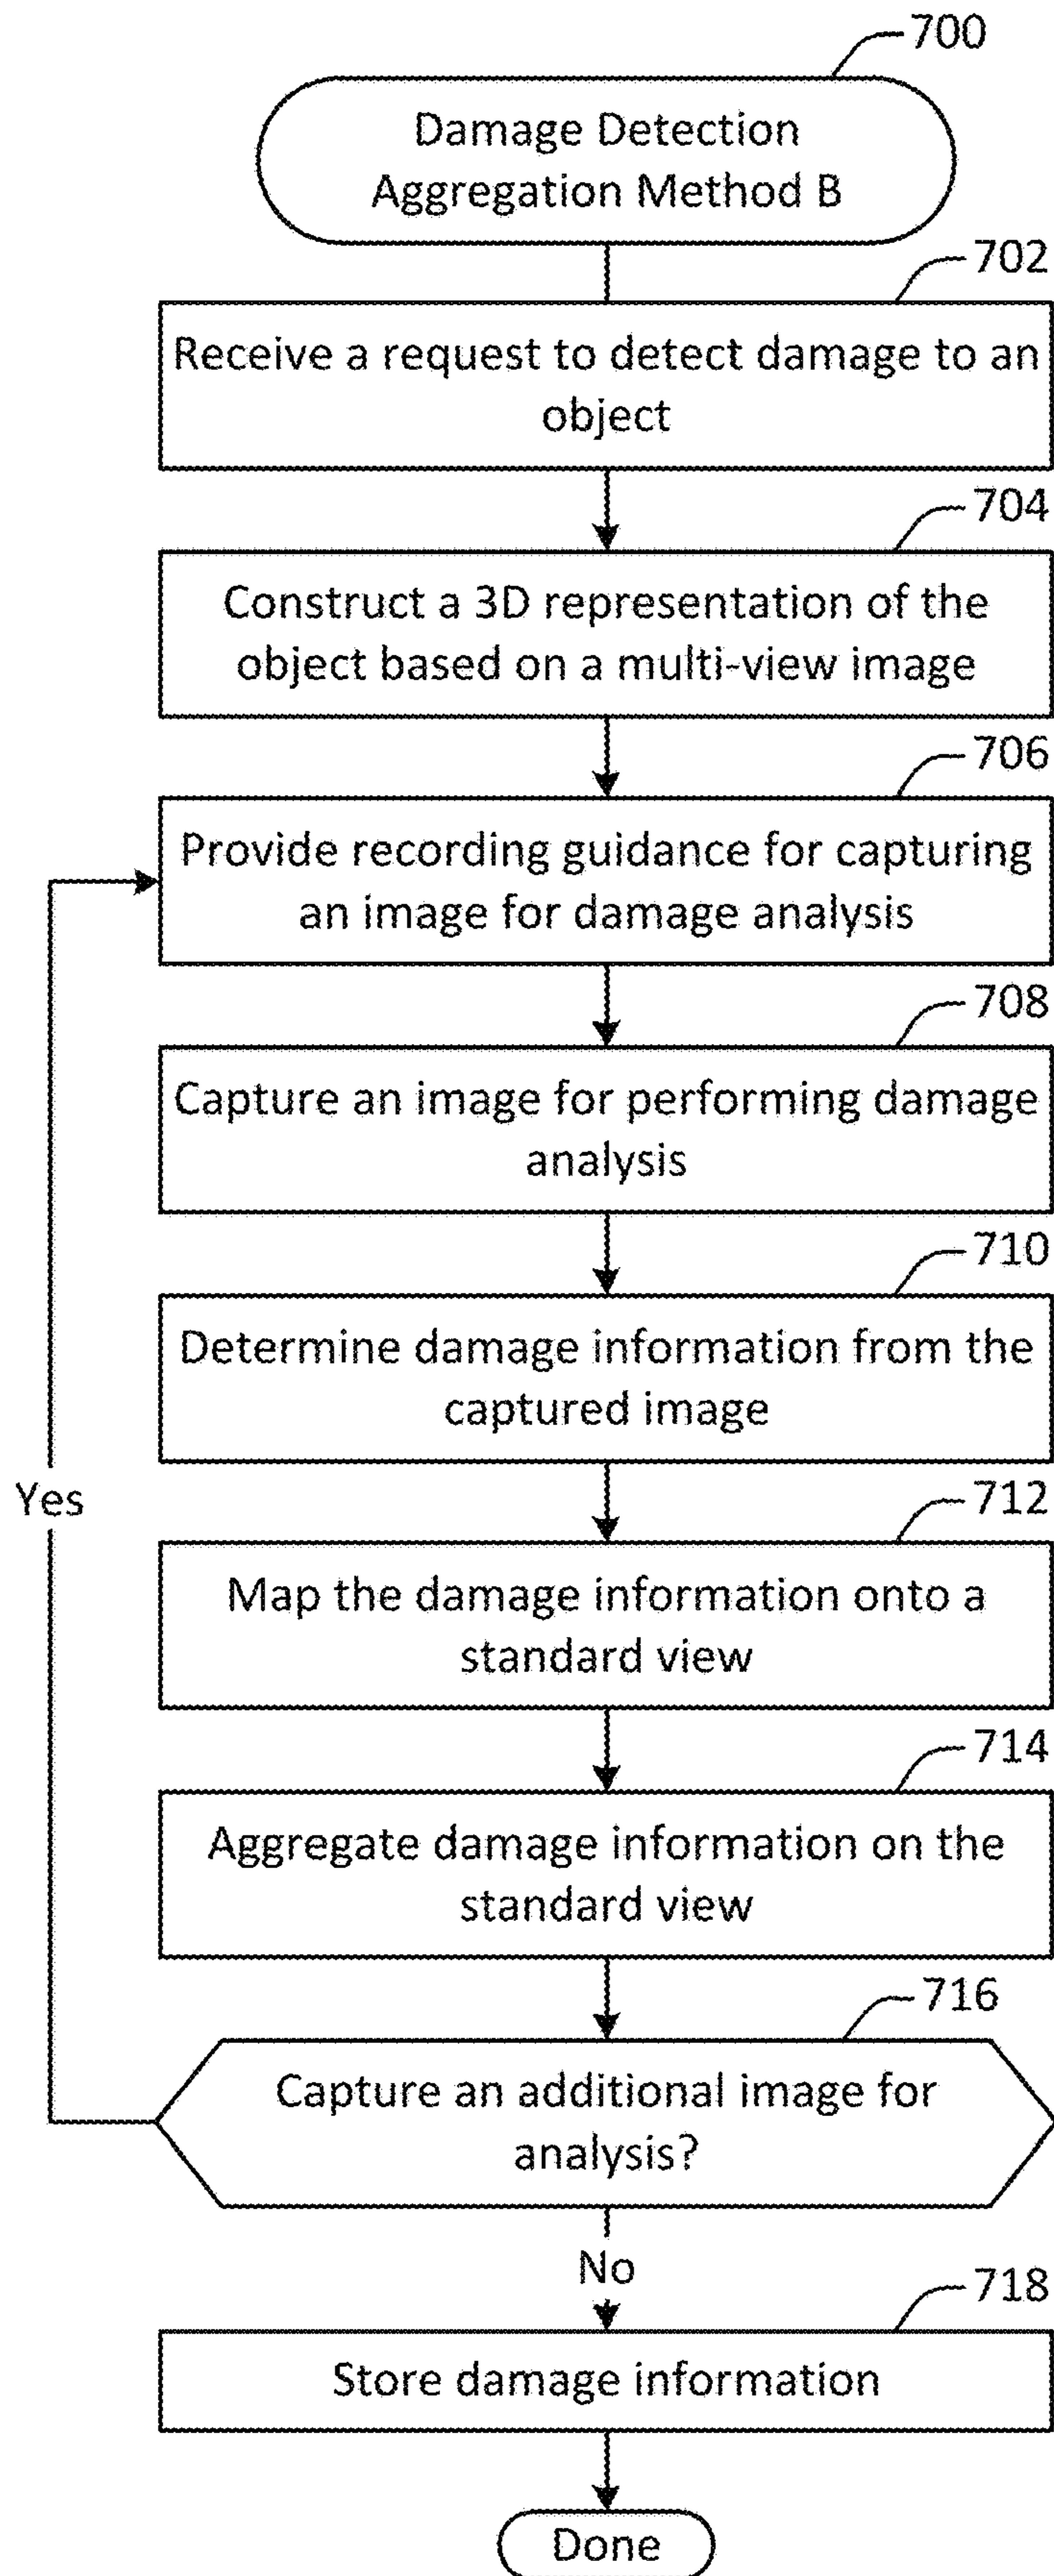 700
Damage Detection
Aggregation Method B
702
Receive a request to detect damage to an
object
704
Construct a 3D representation of the
object based on a multi-view image
706
Provide recording guidance for capturing
an image for damage analysis
708
Capture an image for performing damage
analysis
710
Determine damage information from the
captured image
Yes
712
Map the damage information onto a
standard view
714
Aggregate damage information on the
standard view
716
Capture an additional image for
analysis?
No
718
Store damage information
Done